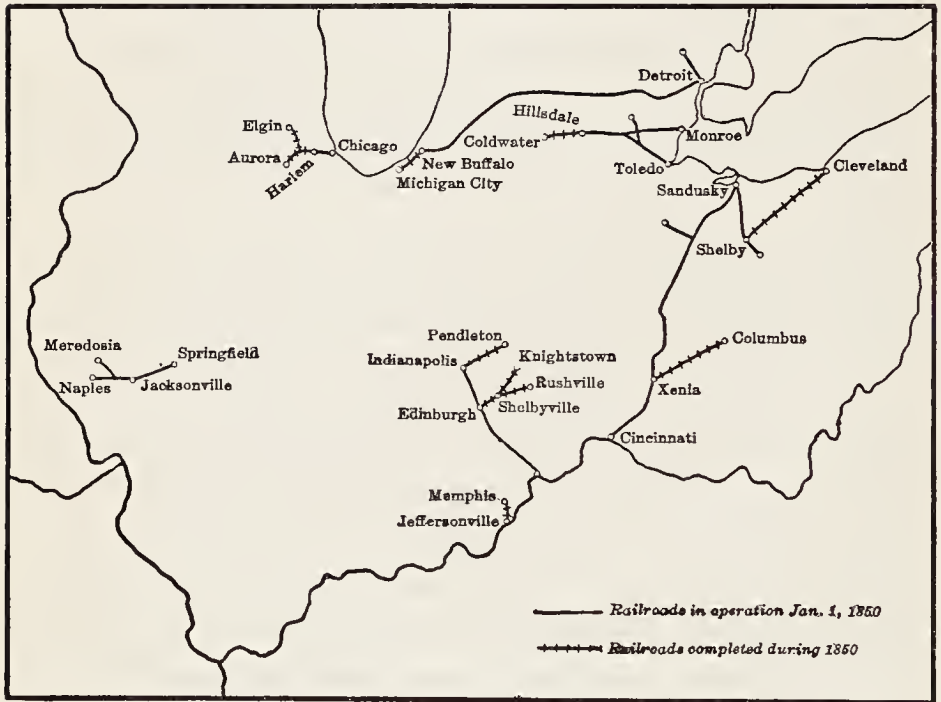 Detroit
Hillsdale
Elgin
Chicago
Coldwater
Monroe
Aurora
Harlem
New Buffalo
Michigan City
Toledo
Cleveland
Sandusky
Shelby
Meredosia
Springfield
Naples
Jacksonville
Pendleton
Indianapolis
Knightstown
Columbus
Rushville
Xenia
Edinburgh
Shelbyville
Cincinnati
Memphis
Jeffersonville
Railroads in operation Jan. 1, 1850
Railroads completed during 1850